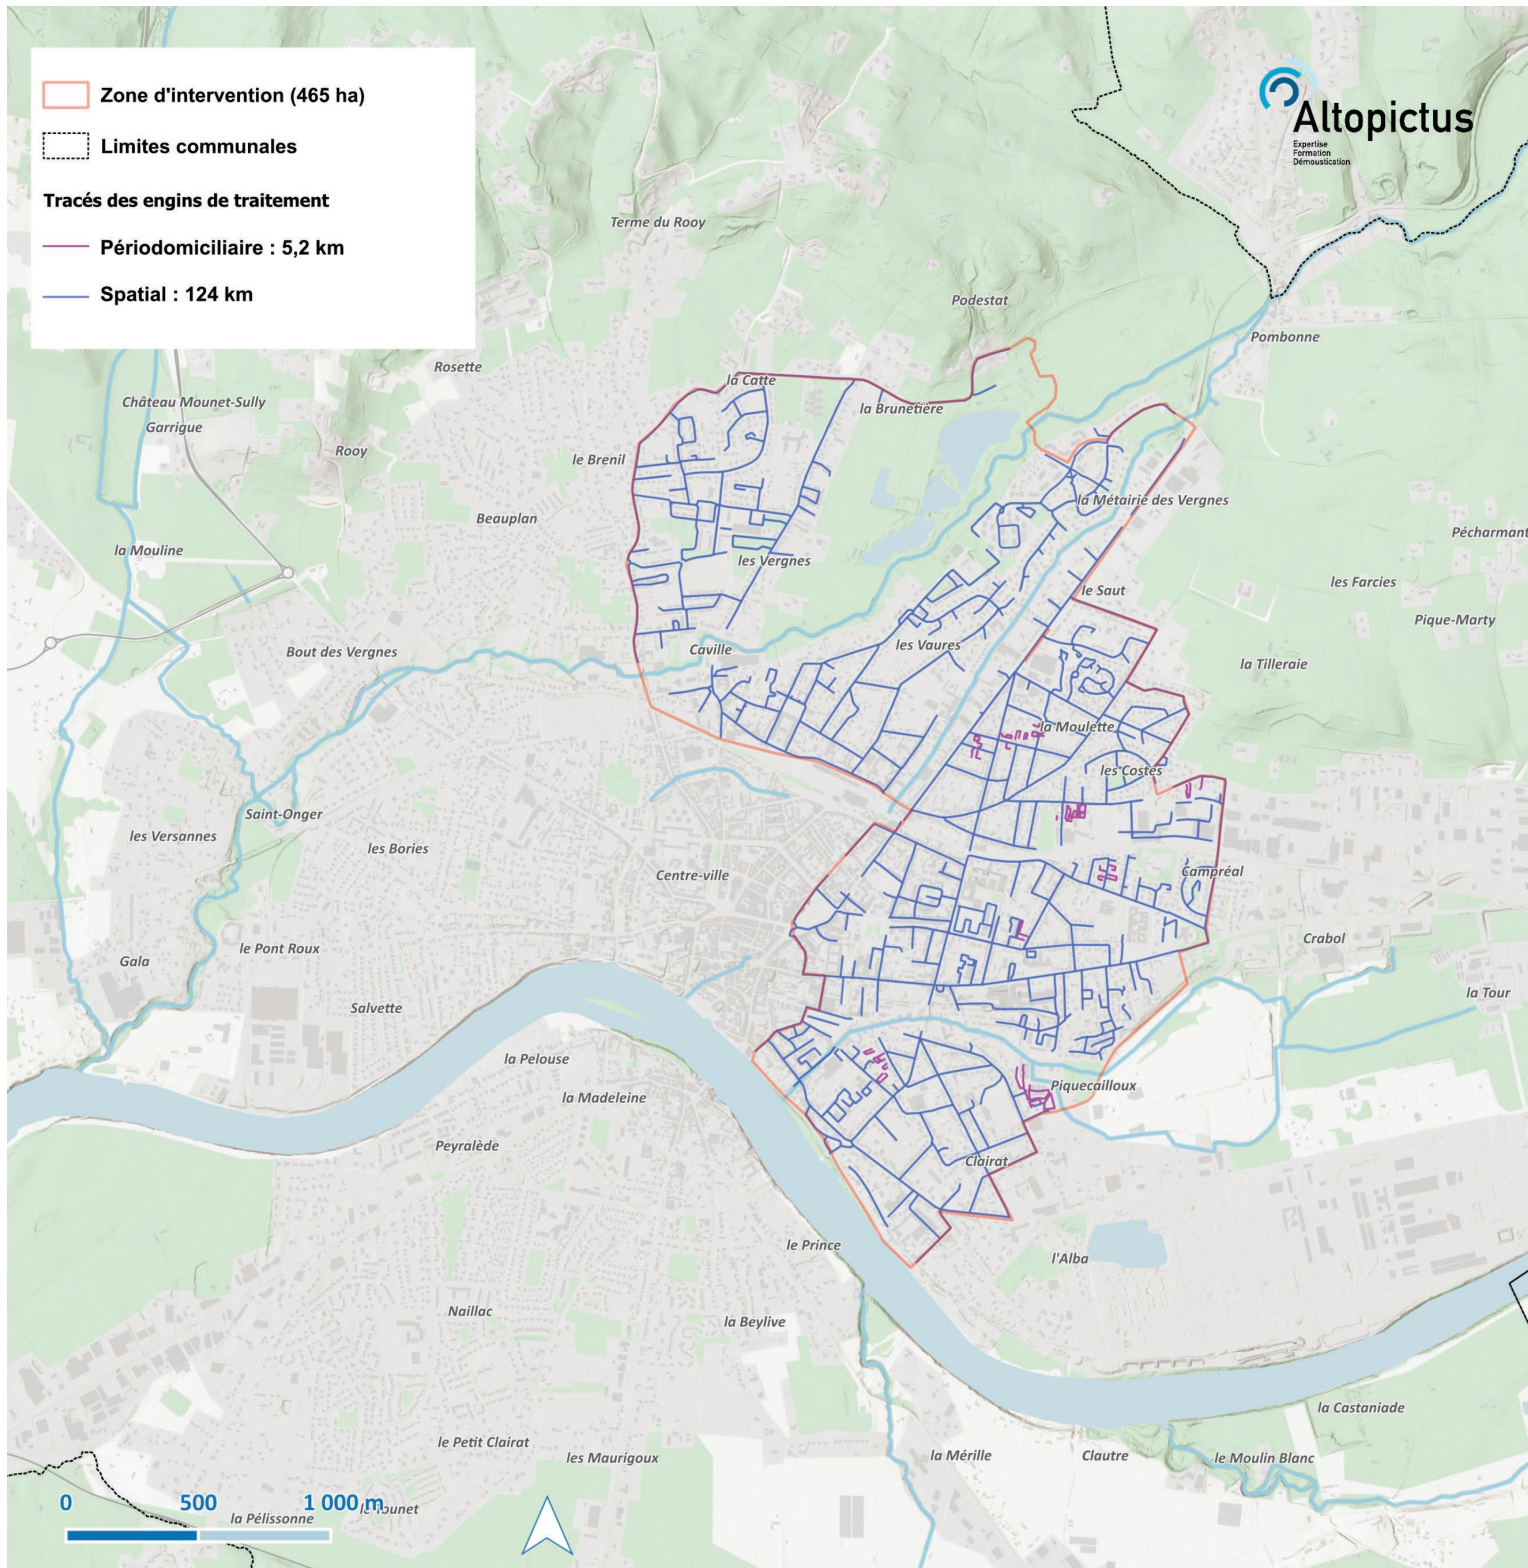 Zone d'intervention (465 ha)
Limites communales
Tracés des engins de traitement
Périodomiciliaire : 5,2 km
Spatial : 124 km
Altopictus
Expertise
Formation
Démoustication
Terme du Rooy
Podestat
Pombonne
Rosette
la Catte
Château Mounet-Sully
la Brunetière
Garrigue
Rooy
le Brenil
la Métairie des Vergnes
Beauplan
Pécharmant
la Mouline
les Vergnes
les Farcies
le Saut
Pique-Marty
Bout des Vergnes
Caville
les Vaures
la Tilleraie
la Moulette
les Costes
Saint-Onger
les Versannes
les Bories
Centre-ville
Campréal
Crabol
le Pont Roux
Gala
la Tour
Salvette
la Pelouse
Piquecailloux
la Madeleine
Peyralède
Clairat
le Prince
l'Alba
Naillac
la Beylive
la Castaniade
le Petit Clairat
les Maurigoux
la Mérille
Clautre
le Moulin Blanc
0 500 1 000 m
la Pélissonne